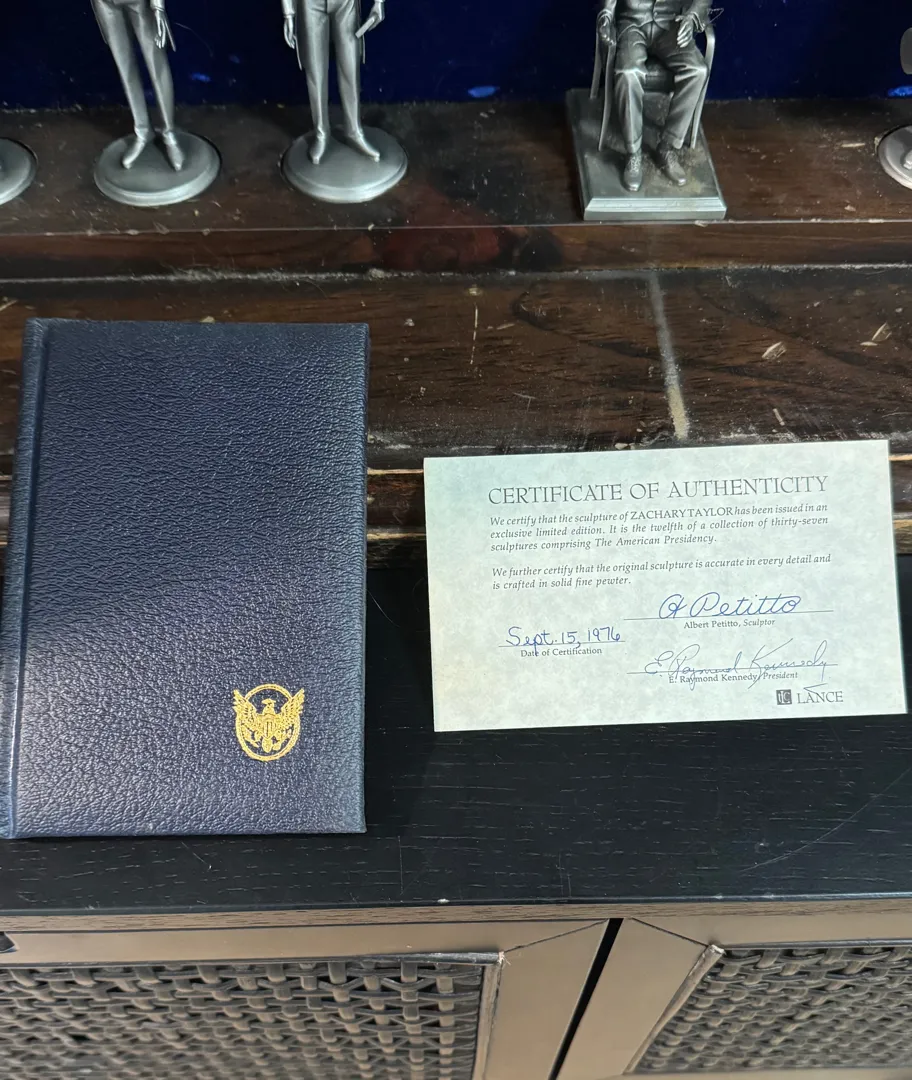 CERTIFICATE OF AUTHENTICITY
We certify that the sculpture of ZACHARY TAYLOR has been issued in an
exclusive limited edition. It is the twelfth of a collection of thirty-seven
sculptures comprising The American Presidency.
We further certify that the original sculpture is accurate in every detail and
is crafted in solid fine pewter.
A Petitto
Albert Petitto, Sculptor
Sept. 15, 1976
Date of Certification
E. Raymond Kennedy
E. Raymond Kennedy, President
LANCE